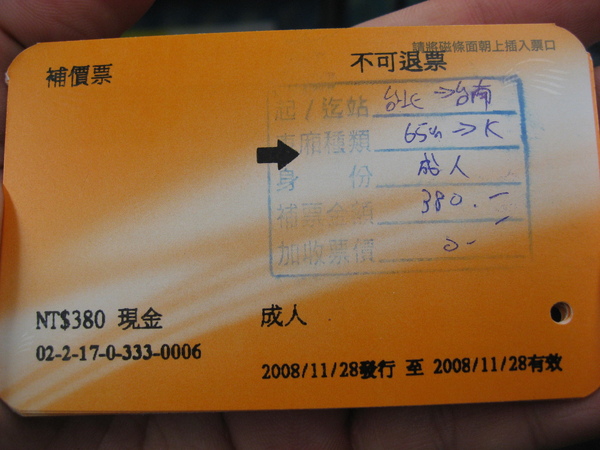 請將磁條面朝上插入票口
補價票
不可退票
起/迄站 台北→台南
車廂種類
身份 成人
補票金額 380.-
加收票價 0-
NT$380 現金
成人
02-2-17-0-333-0006
2008/11/28發行 至 2008/11/28有效